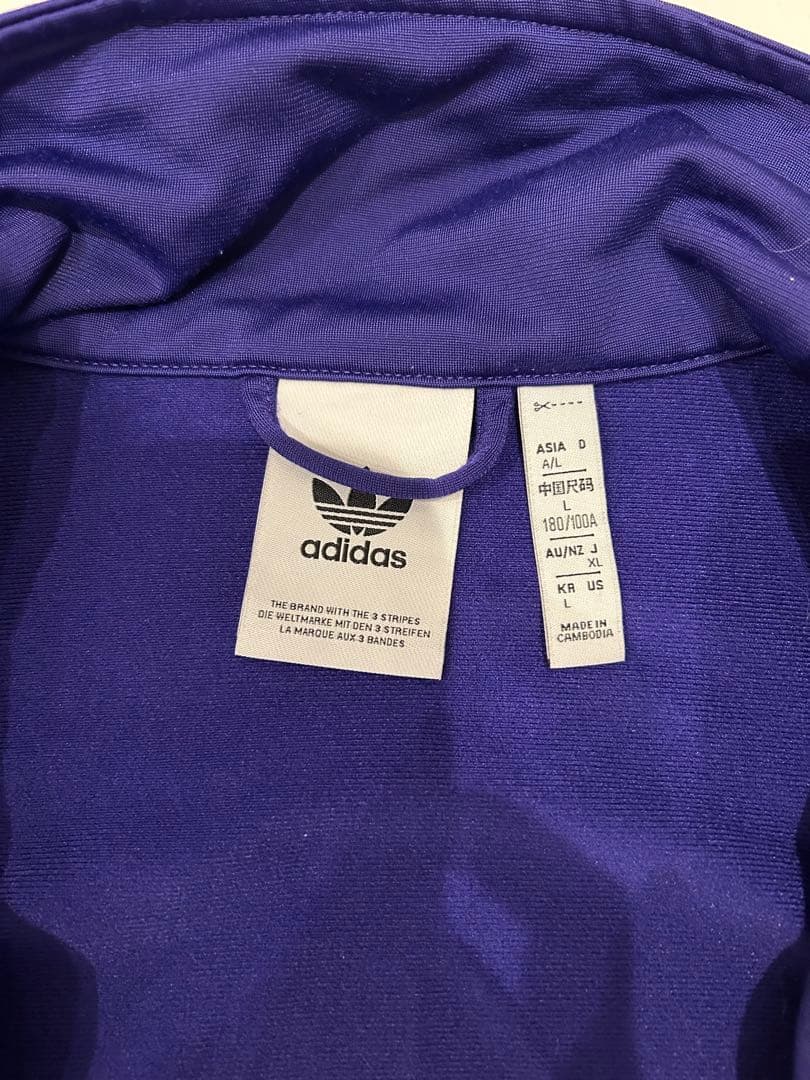 adidas
THE BRAND WITH THE 3 STRIPES
DIE WELTMARKE MIT DEN 3 STREIFEN
LA MARQUE AUX 3 BANDES
ASIA D
A/L
中国尺码
L
180/100A
AU/NZ J
XL
KR US
L
MADE IN
CAMBODIA